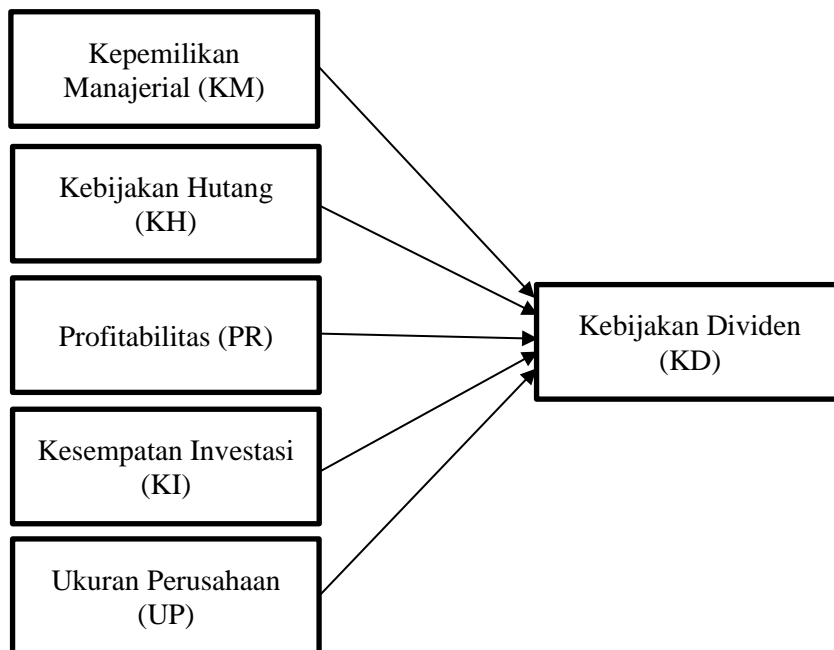 Kepemilikan
Manajerial (KM)
Kebijakan Hutang
(KH)
Profitabilitas (PR)
Kesempatan Investasi
(KI)
Ukuran Perusahaan
(UP)
Kebijakan Dividen
(KD)